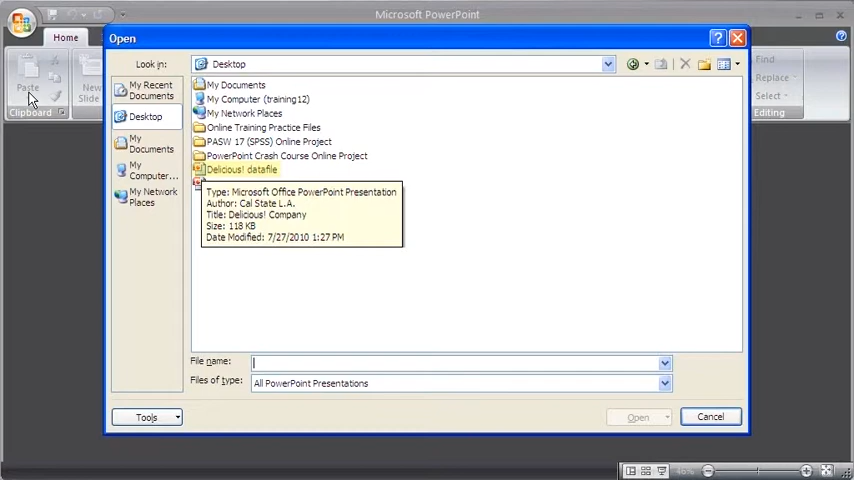 Microsoft PowerPoint
Home
Paste
Clipboard
New
Slide
Find
Replace
Select
Editing
Open
Look in:
Desktop
My Recent
Documents
Desktop
My
Documents
My
Computer...
My Network
Places
My Documents
My Computer (training12)
My Network Places
Online Training Practice Files
PASW 17 (SPSS) Online Project
PowerPoint Crash Course Online Project
Delicious! datafile
Type: Microsoft Office PowerPoint Presentation
Author: Cal State L.A.
Title: Delicious! Company
Size: 118 KB
Date Modified: 7/27/2010 1:27 PM
File name:
Files of type:
All PowerPoint Presentations
Tools
Open
Cancel
46%